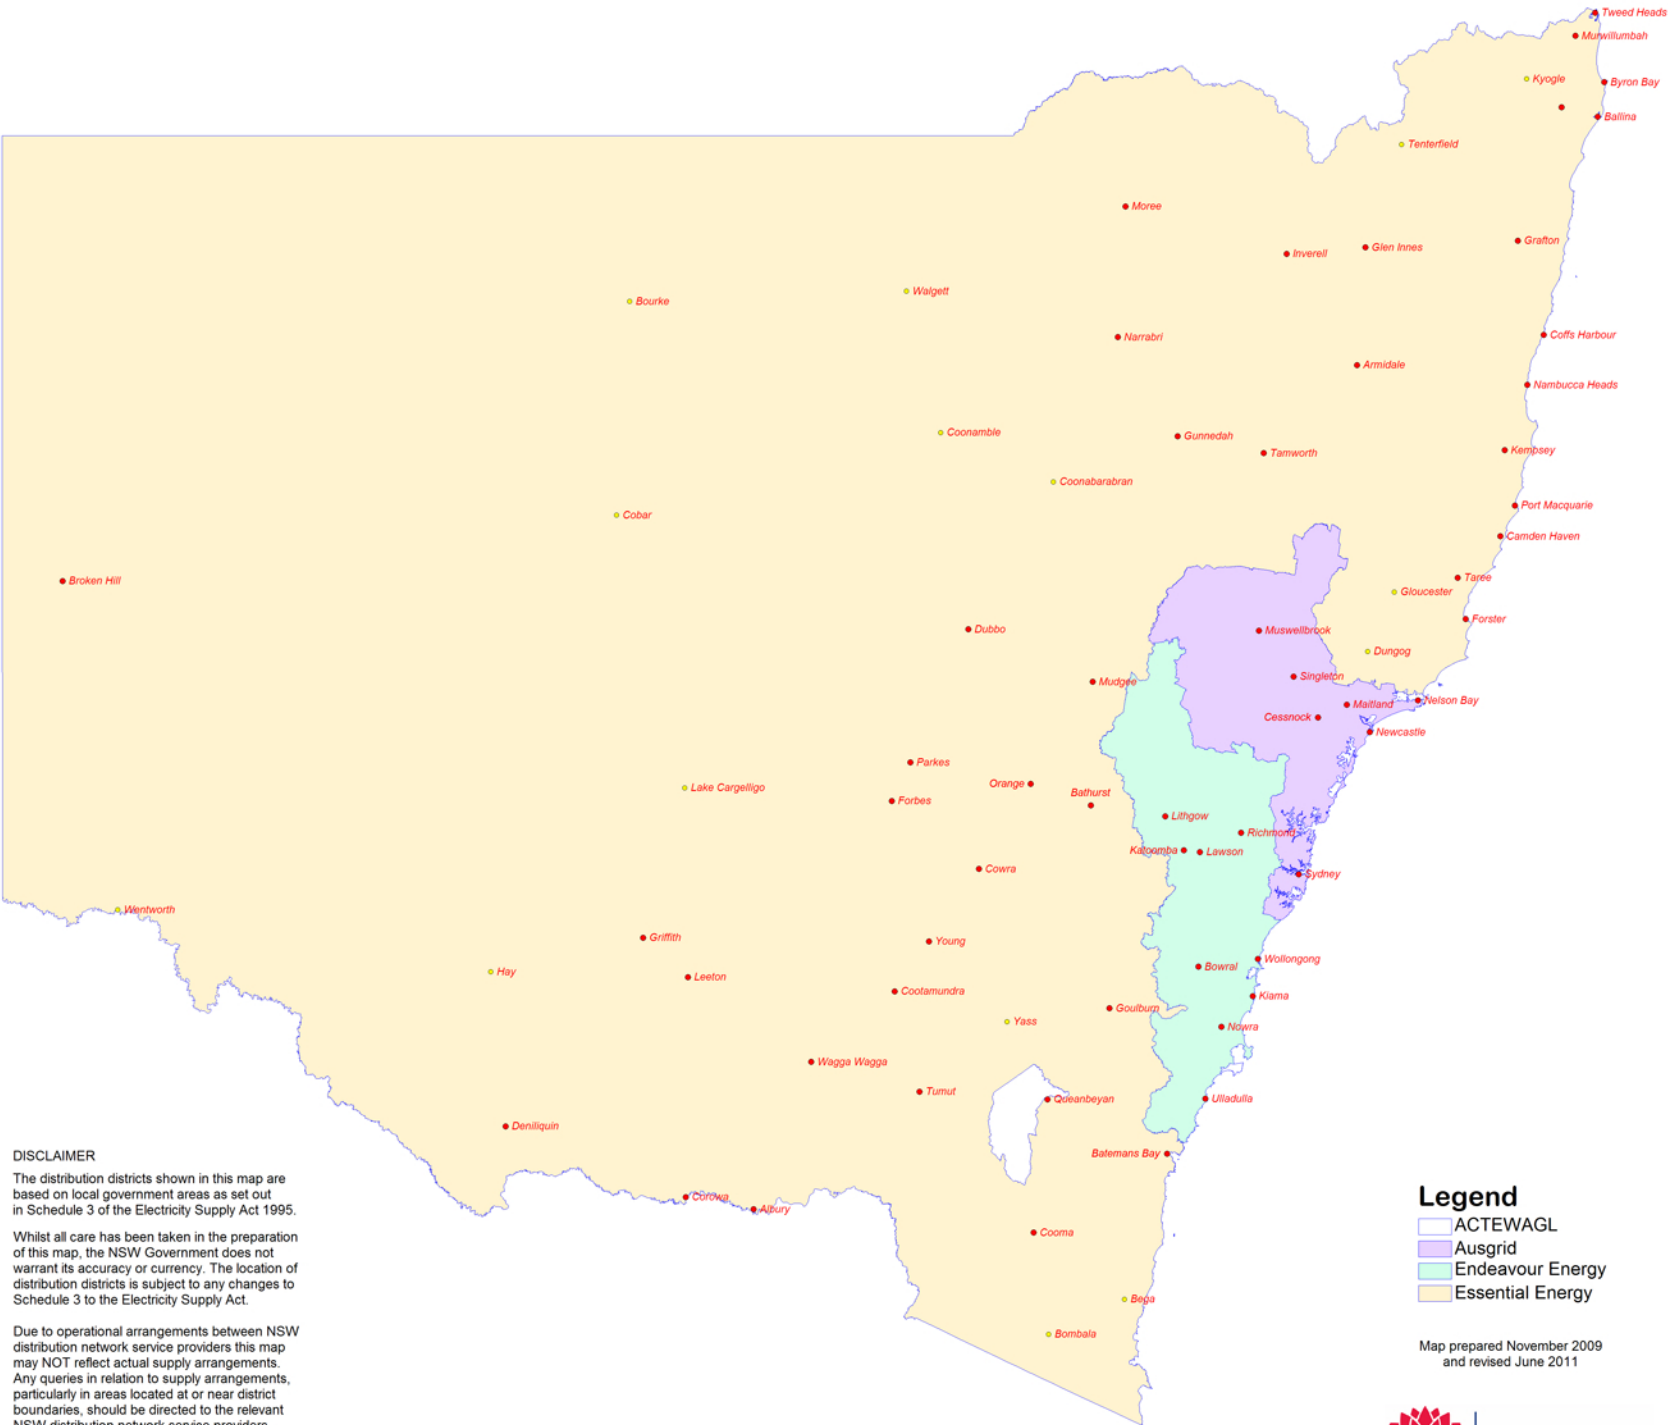 Tweed Heads
Murwillumbah
Kyogle
Byron Bay
Ballina
Tenterfield
Moree
Grafton
Glen Innes
Inverell
Walgett
Bourke
Coffs Harbour
Narrabri
Armidale
Nambucca Heads
Coonamble
Gunnedah
Kempsey
Tamworth
Coonabarabran
Port Macquarie
Cobar
Camden Haven
Taree
Broken Hill
Gloucester
Forster
Dubbo
Muswellbrook
Dungog
Singleton
Mudgee
Nelson Bay
Maitland
Cessnock
Newcastle
Parkes
Orange
Lake Cargelligo
Bathurst
Forbes
Lithgow
Richmond
Katoomba
Lawson
Cowra
Sydney
Wentworth
Griffith
Young
Wollongong
Bowral
Hay
Leeton
Cootamundra
Kiama
Goulburn
Yass
Nowra
Wagga Wagga
Tumut
Queanbeyan
Ulladulla
Deniliquin
Batemans Bay
Corowa
Albury
Cooma
Bega
Bombala
DISCLAIMER
The distribution districts shown in this map are
based on local government areas as set out
in Schedule 3 of the Electricity Supply Act 1995.
Whilst all care has been taken in the preparation
of this map, the NSW Government does not
warrant its accuracy or currency. The location of
distribution districts is subject to any changes to
Schedule 3 to the Electricity Supply Act.
Due to operational arrangements between NSW
distribution network service providers this map
may NOT reflect actual supply arrangements.
Any queries in relation to supply arrangements,
particularly in areas located at or near district
boundaries, should be directed to the relevant
NSW distribution network service providers
Legend
ACTEWAGL
Ausgrid
Endeavour Energy
Essential Energy
Map prepared November 2009
and revised June 2011